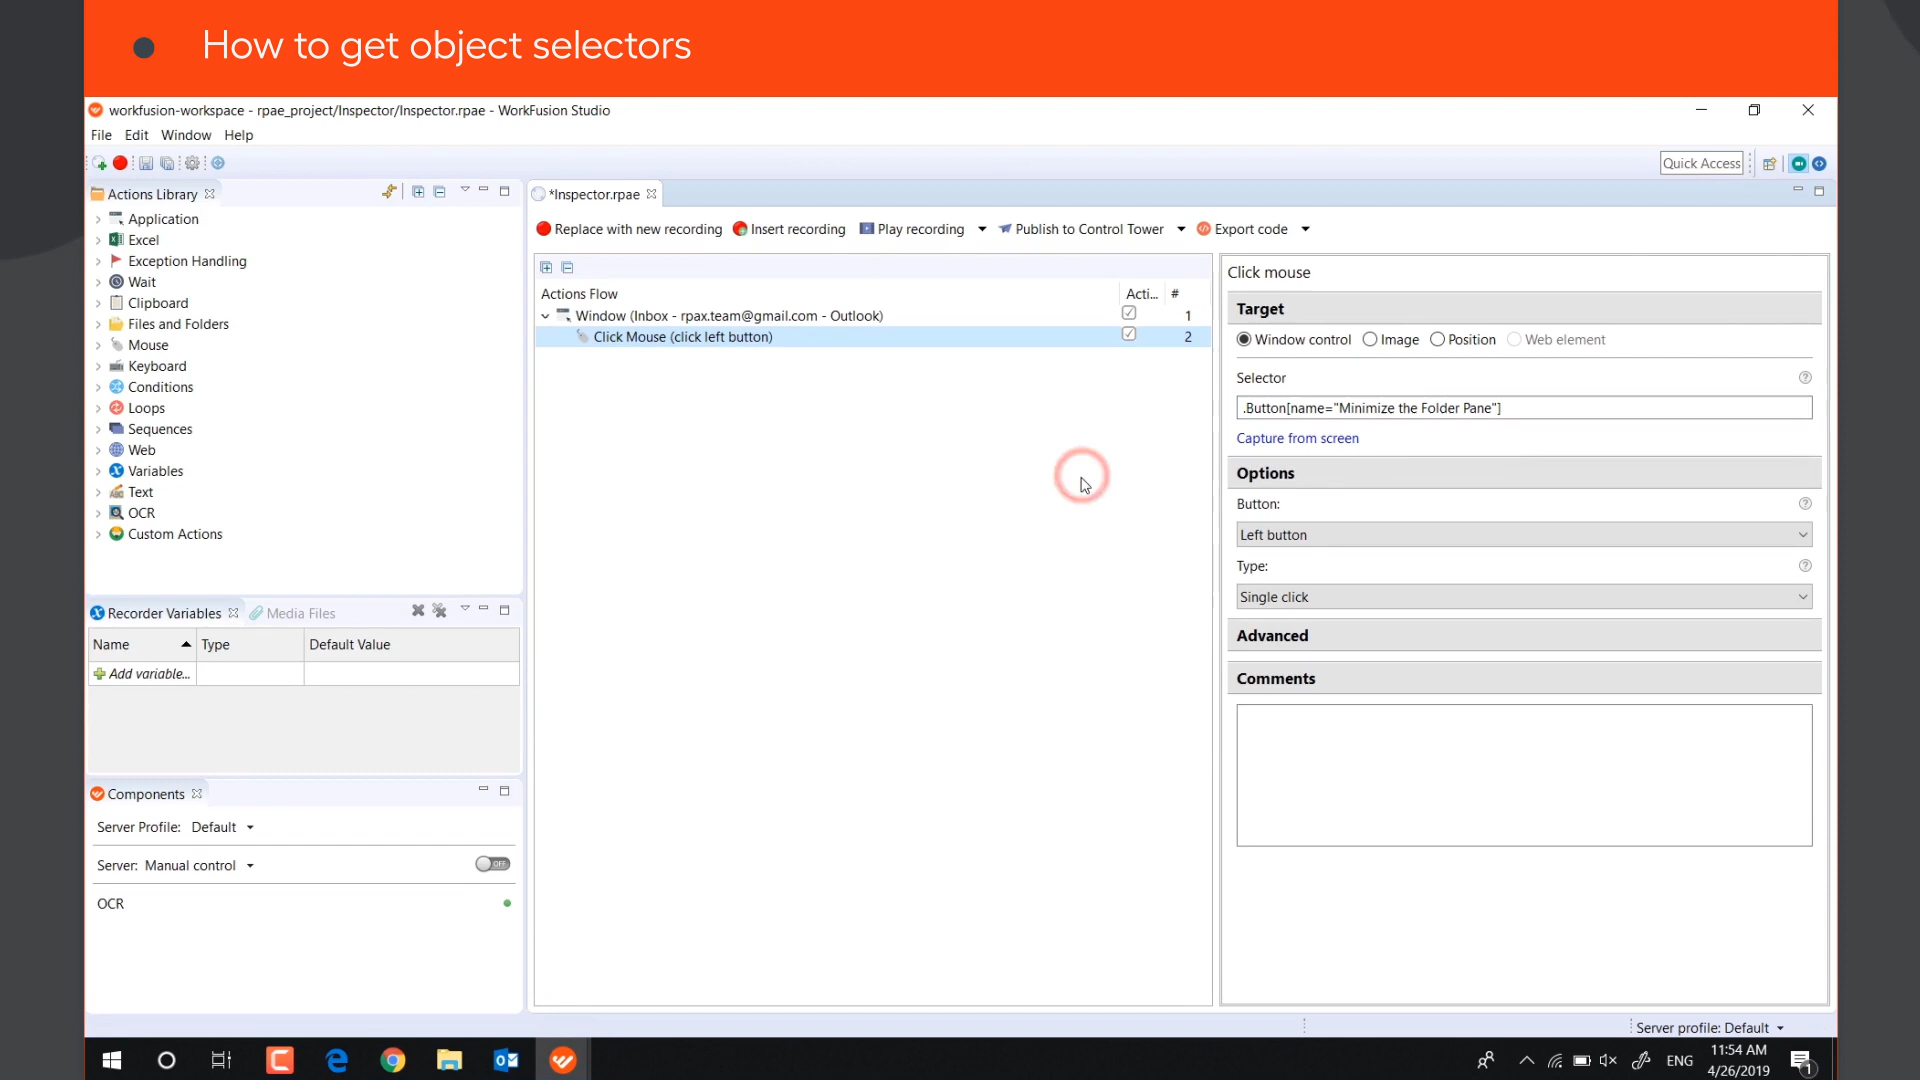 How to get object selectors
workfusion-workspace - rpae_project/Inspector/Inspector.rpae - WorkFusion Studio
File Edit Window Help
Quick Access
Actions Library
Application
Excel
Exception Handling
Wait
Clipboard
Files and Folders
Mouse
Keyboard
Conditions
Loops
Sequences
Web
Variables
Text
OCR
Custom Actions
Recorder Variables Media Files
Name Type Default Value
Add variable...
Components
Server Profile: Default
Server: Manual control OFF
OCR
*Inspector.rpae
Replace with new recording Insert recording Play recording Publish to Control Tower Export code
Actions Flow Acti... #
Window (Inbox - rpax.team@gmail.com - Outlook) 1
Click Mouse (click left button) 2
Click mouse
Target
Window control Image Position Web element
Selector
.Button[name="Minimize the Folder Pane"]
Capture from screen
Options
Button:
Left button
Type:
Single click
Advanced
Comments
Server profile: Default
ENG
11:54 AM
4/26/2019
1